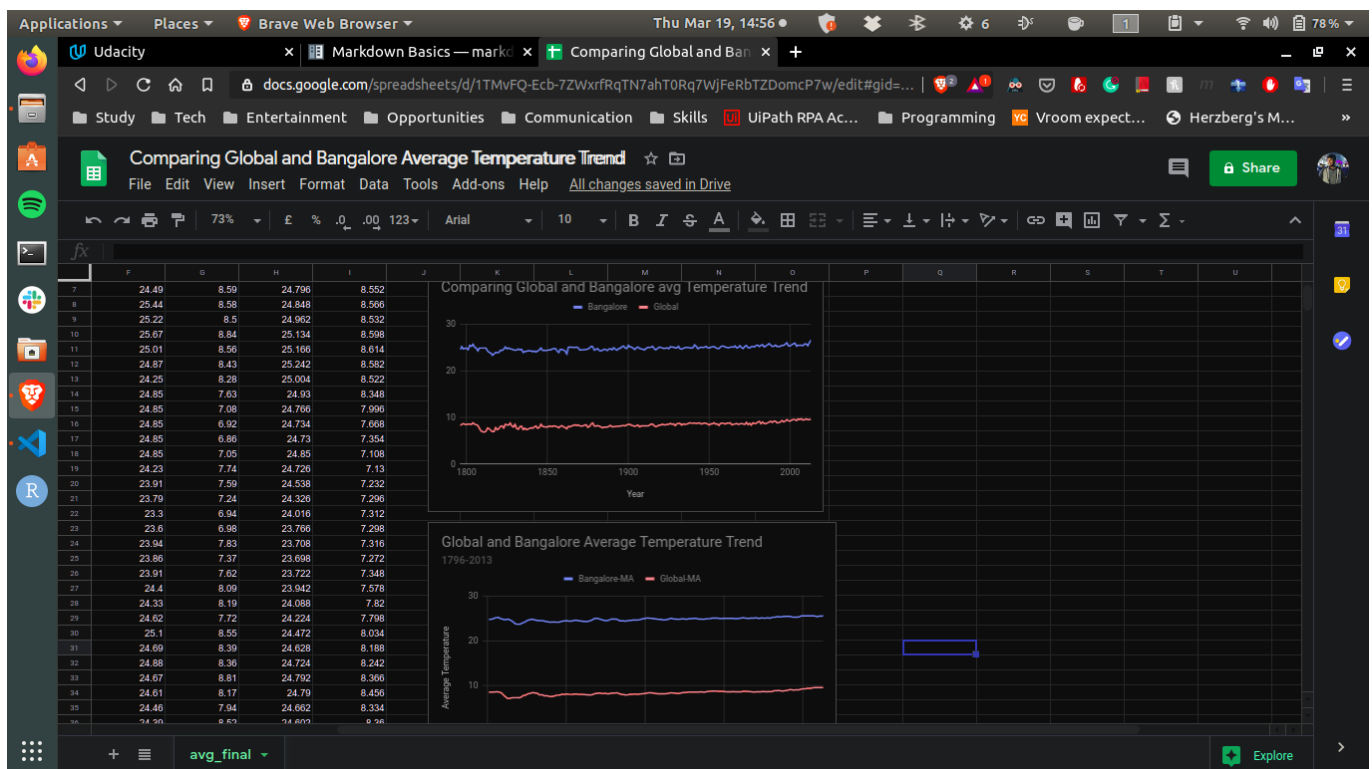 Applications ▾ Places ▾ Brave Web Browser ▾ Thu Mar 19, 14:56 ● 6 1 78 % ▾
Udacity × Markdown Basics — markd × Comparing Global and Ban × +
docs.google.com/spreadsheets/d/1TMvFQ-Ecb-7ZWxrfRqTN7ahT0Rq7WjFeRbTZDomcP7w/edit#gid=...
Study Tech Entertainment Opportunities Communication Skills UiPath RPA Ac... Programming Vroom expect... Herzberg's M... »
Comparing Global and Bangalore Average Temperature Trend
File Edit View Insert Format Data Tools Add-ons Help All changes saved in Drive
Share
73% £ % .0 .00 123 Arial 10 B I S A
fx
F G H I J K L M N O P Q R S T U
7 24.49 8.59 24.796 8.552
8 25.44 8.58 24.848 8.566
9 25.22 8.5 24.962 8.532
10 25.67 8.84 25.134 8.598
11 25.01 8.56 25.166 8.614
12 24.87 8.43 25.242 8.582
13 24.25 8.28 25.004 8.522
14 24.85 7.63 24.93 8.348
15 24.85 7.08 24.766 7.996
16 24.85 6.92 24.734 7.668
17 24.85 6.86 24.73 7.354
18 24.85 7.05 24.85 7.108
19 24.23 7.74 24.726 7.13
20 23.91 7.59 24.538 7.232
21 23.79 7.24 24.326 7.296
22 23.3 6.94 24.016 7.312
23 23.6 6.98 23.766 7.298
24 23.94 7.83 23.708 7.316
25 23.86 7.37 23.698 7.272
26 23.91 7.62 23.722 7.348
27 24.4 8.09 23.942 7.578
28 24.33 8.19 24.088 7.82
29 24.62 7.72 24.224 7.798
30 25.1 8.55 24.472 8.034
31 24.69 8.39 24.628 8.188
32 24.88 8.36 24.724 8.242
33 24.67 8.81 24.792 8.366
34 24.61 8.17 24.79 8.456
35 24.46 7.94 24.662 8.334
36 24.39 8.52 24.602 8.36
Comparing Global and Bangalore avg Temperature Trend
Bangalore Global
30
20
10
0
1800 1850 1900 1950 2000
Year
Global and Bangalore Average Temperature Trend
1796-2013
Bangalore-MA Global-MA
30
20
10
Average Temperature
31
R
+ avg_final
Explore